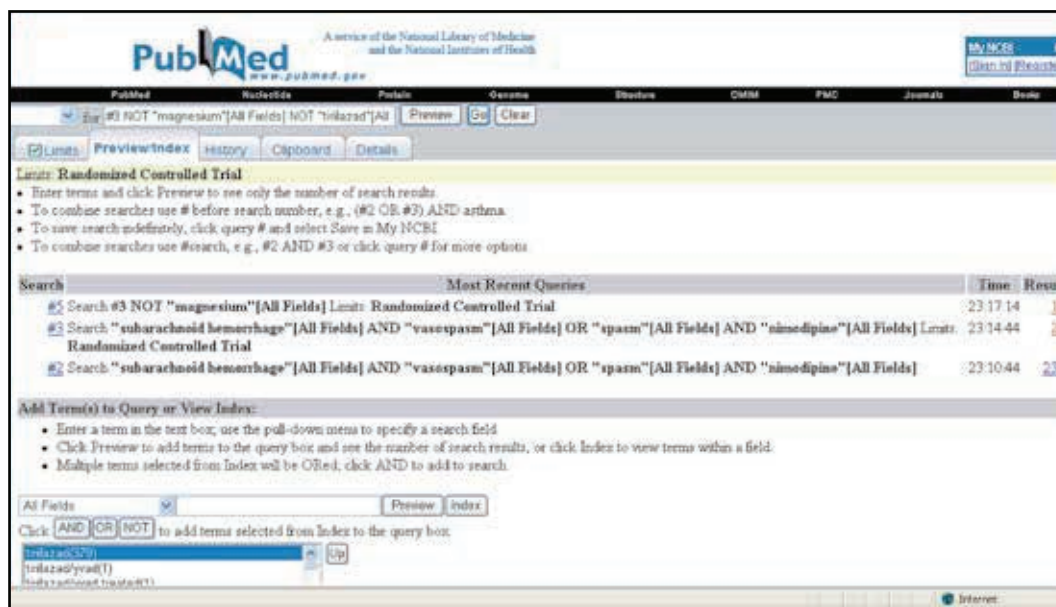 A service of the National Library of Medicine
and the National Institutes of Health
PubMed
www.pubmed.gov
My NCBI
[Sign In] [Registe
PubMed Nucleotide Protein Genome Structure OMIM PMC Journals Books
for #3 NOT "magnesium"[All Fields] NOT "tirilazad"[All Preview Go Clear
Limits Preview/Index History Clipboard Details
Limits: Randomized Controlled Trial
• Enter terms and click Preview to see only the number of search results.
• To combine searches use # before search number, e.g., (#2 OR #3) AND asthma.
• To save search indefinitely, click query # and select Save in My NCBI.
• To combine searches use #search, e.g., #2 AND #3 or click query # for more options.
Search Most Recent Queries Time Resu
#5 Search #3 NOT "magnesium"[All Fields] Limits: Randomized Controlled Trial 23:17:14
#3 Search "subarachnoid hemorrhage"[All Fields] AND "vasospasm"[All Fields] OR "spasm"[All Fields] AND "nimodipine"[All Fields] Limits: 23:14:44
Randomized Controlled Trial
#2 Search "subarachnoid hemorrhage"[All Fields] AND "vasospasm"[All Fields] OR "spasm"[All Fields] AND "nimodipine"[All Fields] 23:10:44 23
Add Term(s) to Query or View Index:
• Enter a term in the text box; use the pull-down menu to specify a search field.
• Click Preview to add terms to the query box and see the number of search results, or click Index to view terms within a field.
• Multiple terms selected from Index will be ORed, click AND to add to search.
All Fields Preview Index
Click AND OR NOT to add terms selected from Index to the query box.
tirilazad(379) Up
tirilazad/yrad(1)
Internet